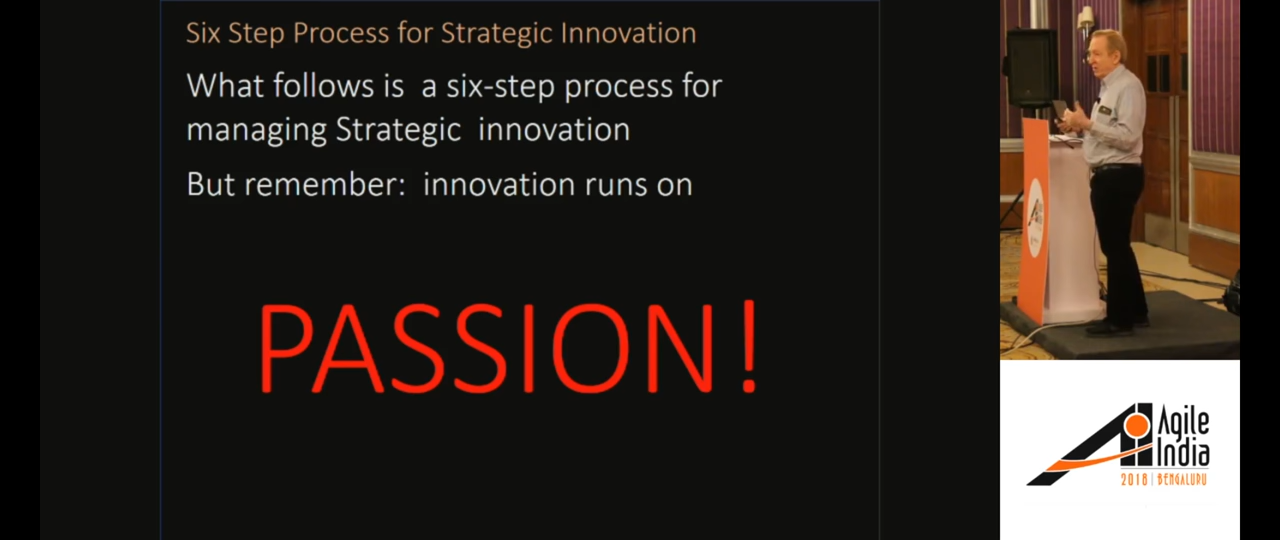 Six Step Process for Strategic Innovation
What follows is a six-step process for
managing Strategic innovation
But remember: innovation runs on
PASSION!
Agile
India
2018 | BENGALURU